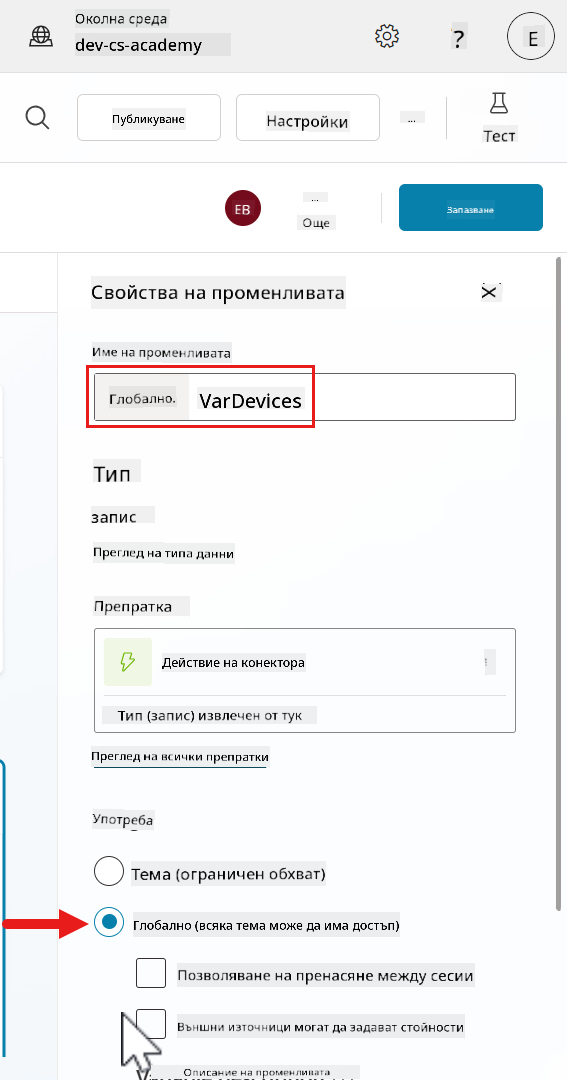 Околна среда
dev-cs-academy
?
E
Публикуване
Настройки
...
Тест
EB
...
Още
Запазване
Свойства на променливата
Име на променливата
Глобално.
VarDevices
Тип
запис
Преглед на типа данни
Препратка
Действие на конектора
Тип (запис) извлечен от тук
Преглед на всички препратки
Употреба
Тема (ограничен обхват)
Глобално (всяка тема може да има достъп)
Позволяване на пренасяне между сесии
Външни източници могат да задават стойности
Описание на променливата